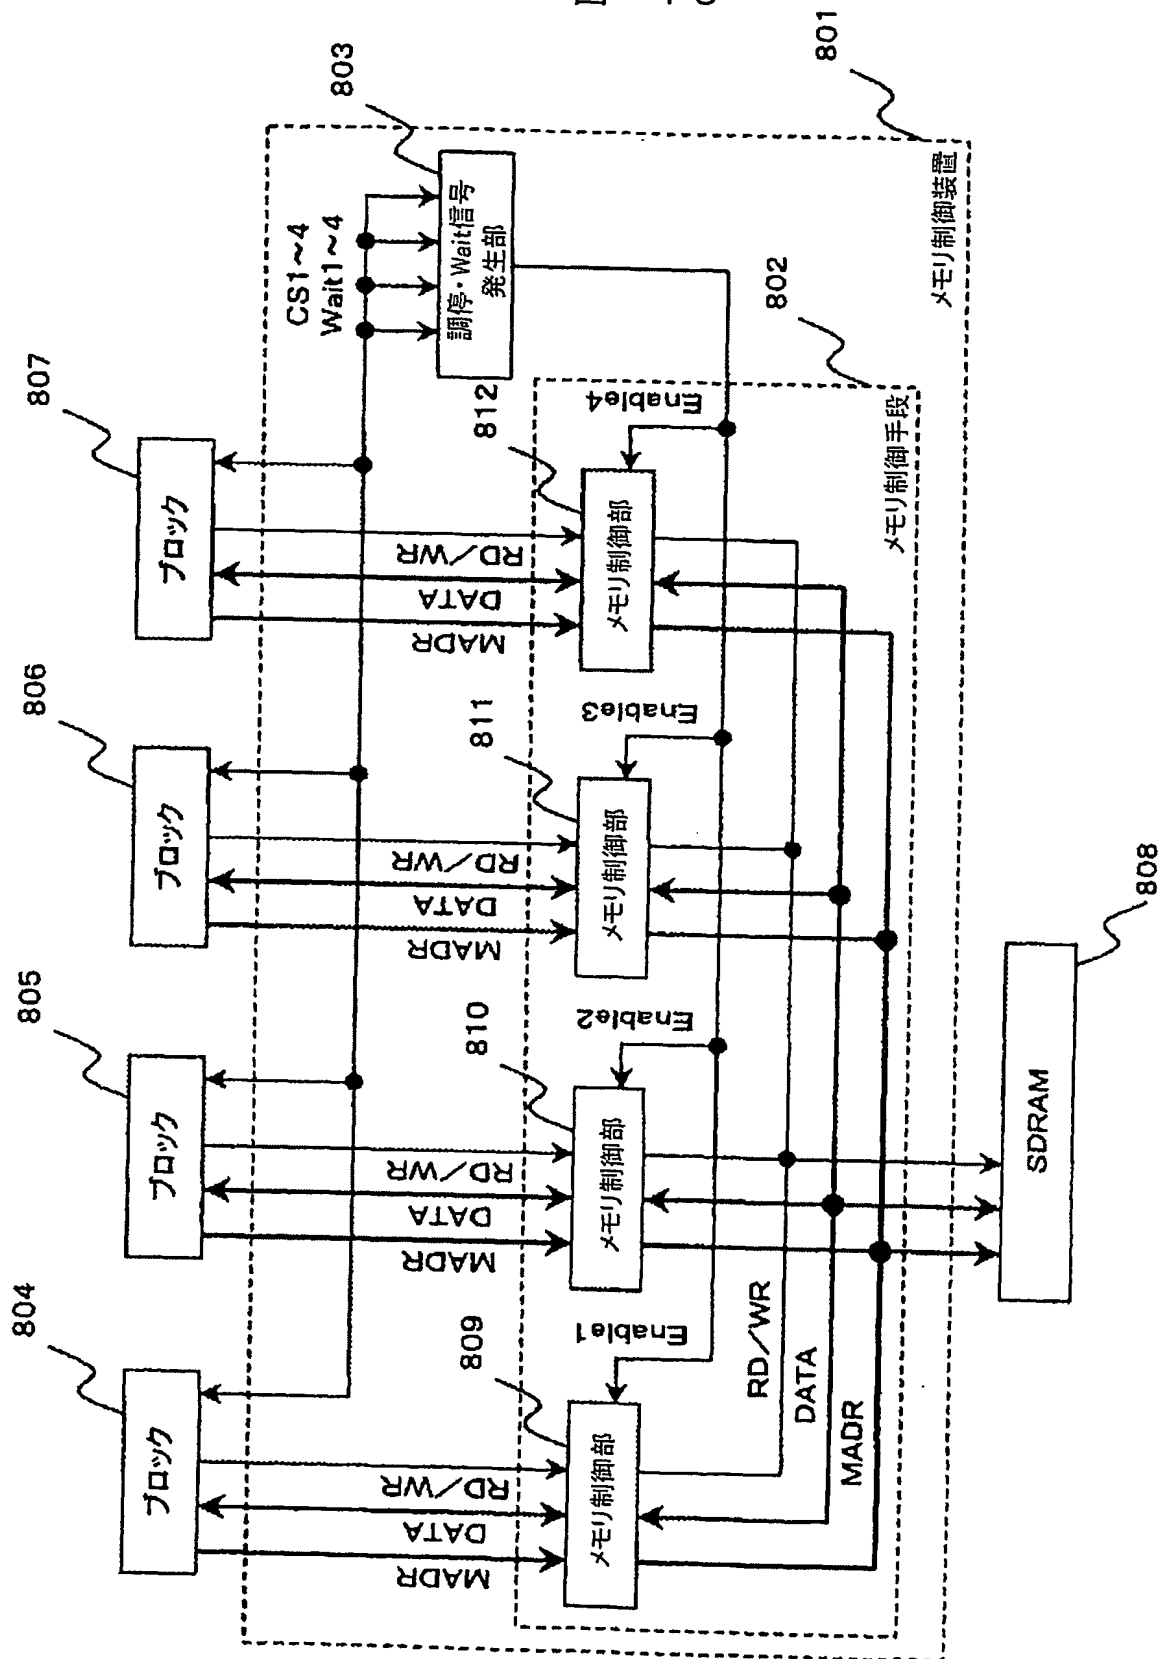 801
803
CS1~4
Wait1~4
調停・Wait信号
発生部
メモリ制御装置
802
メモリ制御手段
807
ブロック
RD/WR
DATA
MADR
812
メモリ制御部
Enable4
806
ブロック
RD/WR
DATA
MADR
811
メモリ制御部
Enable3
805
ブロック
RD/WR
DATA
MADR
810
メモリ制御部
Enable2
804
ブロック
RD/WR
DATA
MADR
809
メモリ制御部
Enable1
RD/WR
DATA
MADR
808
SDRAM